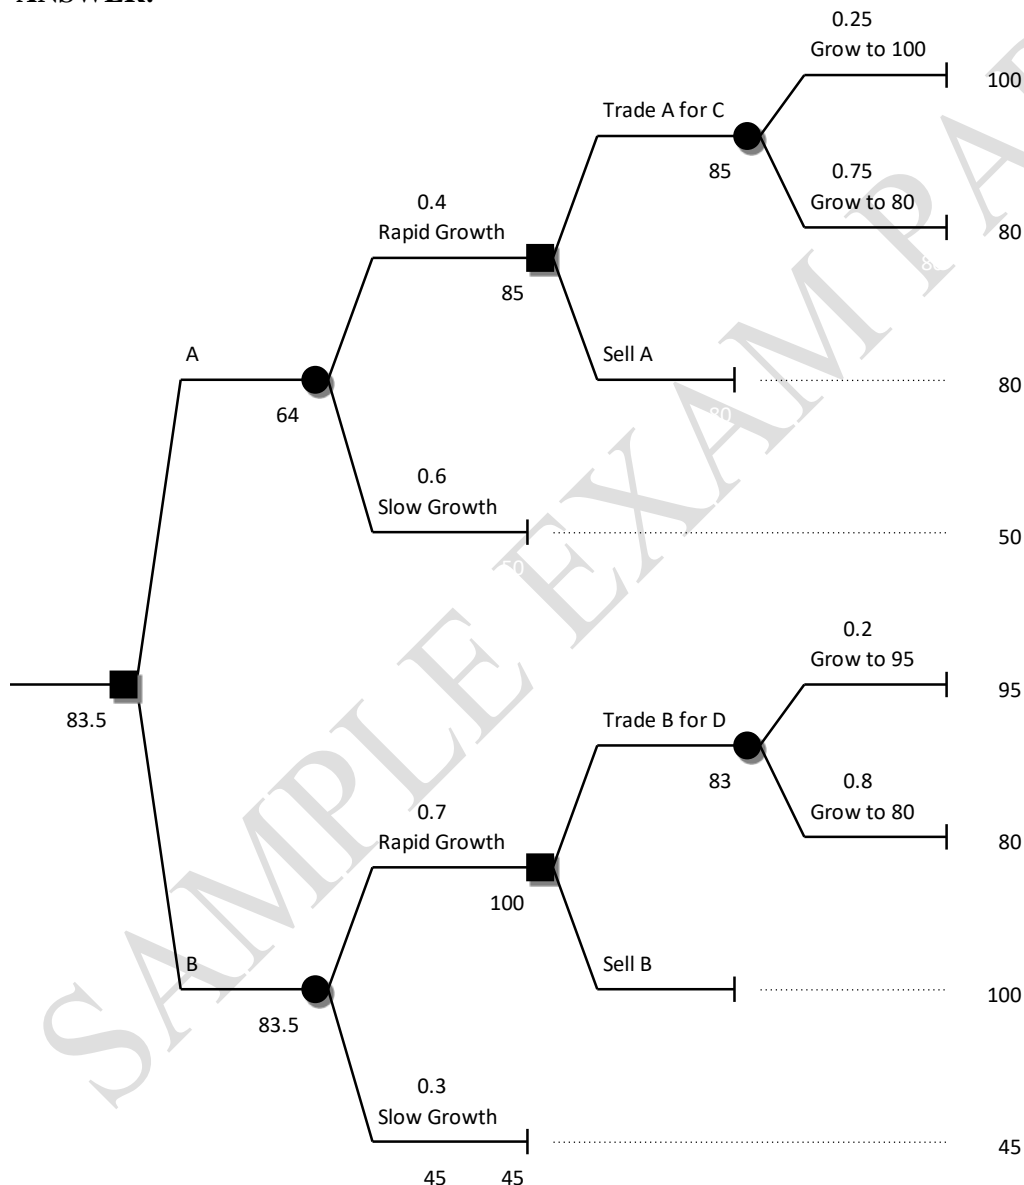 ANSWER:
0.25
Grow to 100
100
Trade A for C
85
0.75
Grow to 80
80
0.4
Rapid Growth
85
A
Sell A
80
80
64
0.6
Slow Growth
50
50
0.2
Grow to 95
95
83.5
Trade B for D
83
0.8
Grow to 80
80
0.7
Rapid Growth
100
B
Sell B
100
83.5
0.3
Slow Growth
45
45 45
SAMPLE EXAM